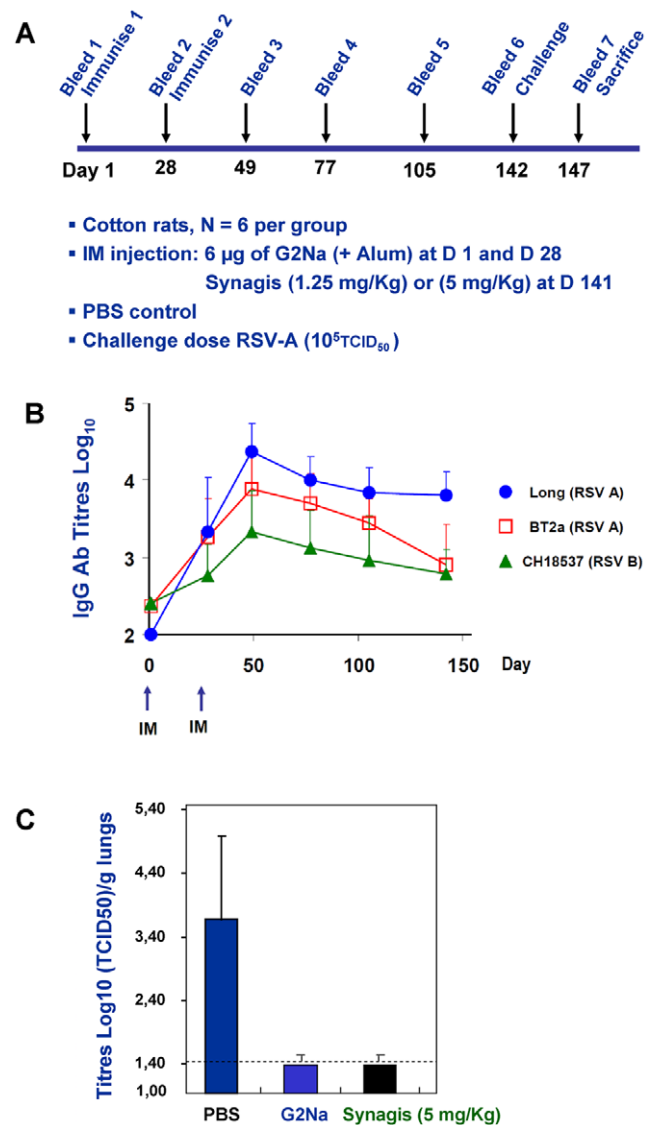 A
Bleed 1
Immunise 1
Bleed 2
Immunise 2
Bleed 3
Bleed 4
Bleed 5
Bleed 6
Challenge
Bleed 7
Sacrifice
Day 1 28 49 77 105 142 147
▪ Cotton rats, N = 6 per group
▪ IM injection: 6 µg of G2Na (+ Alum) at D 1 and D 28
Synagis (1.25 mg/Kg) or (5 mg/Kg) at D 141
▪ PBS control
▪ Challenge dose RSV-A (10⁵TCID₅₀)
B
IgG Ab Titres Log₁₀
5
4
3
2
0 50 100 150 Day
IM IM
Long (RSV A)
BT2a (RSV A)
CH18537 (RSV B)
C
Titres Log10 (TCID50)/g lungs
5,40
4,40
3,40
2,40
1,40
1,00
PBS G2Na Synagis (5 mg/Kg)